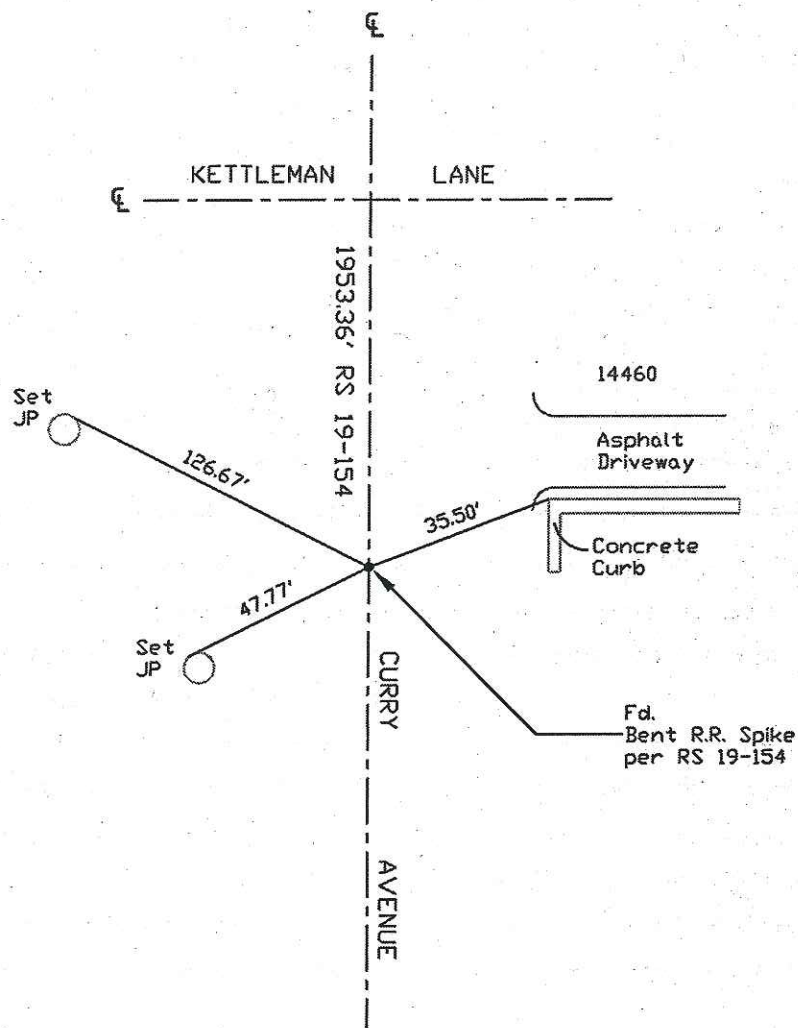 ℄
KETTLEMAN LANE
℄
1953.36' RS 19-154
14460
Set
JP
Asphalt
Driveway
126.67'
35.50'
Concrete
Curb
47.77'
Set
JP
CURRY
Fd.
Bent R.R. Spike
per RS 19-154
AVENUE